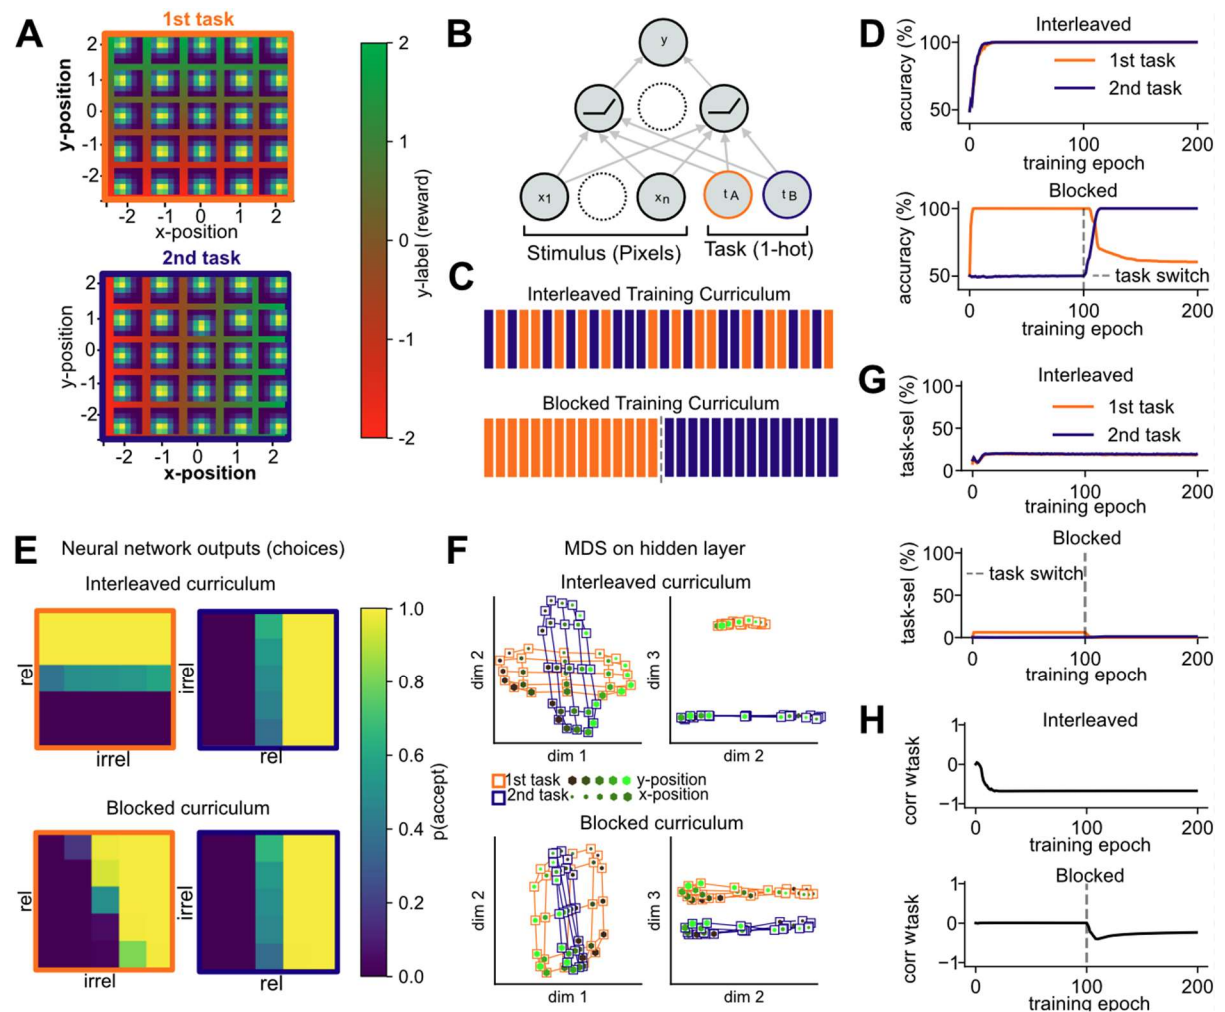 A
1st task
y-position
2
1
0
-1
-2
-2 -1 0 1 2
x-position
2nd task
y-position
2
1
0
-1
-2
-2 -1 0 1 2
x-position
2
1
0
-1
-2
y-label (reward)
B
y
x1
xn
tA
tB
Stimulus (Pixels)
Task (1-hot)
C
Interleaved Training Curriculum
Blocked Training Curriculum
D
Interleaved
accuracy (%)
100
50
1st task
2nd task
0 100 200
training epoch
Blocked
accuracy (%)
100
50
task switch
0 100 200
training epoch
E
Neural network outputs (choices)
Interleaved curriculum
rel
irrel
irrel
rel
Blocked curriculum
rel
irrel
irrel
rel
1.0
0.8
0.6
0.4
0.2
0.0
p(accept)
F
MDS on hidden layer
Interleaved curriculum
dim 2
dim 1
dim 3
dim 2
1st task
y-position
2nd task
x-position
Blocked curriculum
dim 2
dim 1
dim 3
dim 2
G
Interleaved
task-sel (%)
100
50
0
1st task
2nd task
0 100 200
training epoch
Blocked
task-sel (%)
100
50
0
task switch
0 100 200
training epoch
H
Interleaved
corr wtask
1
0
−1
0 100 200
training epoch
Blocked
corr wtask
1
0
−1
0 100 200
training epoch